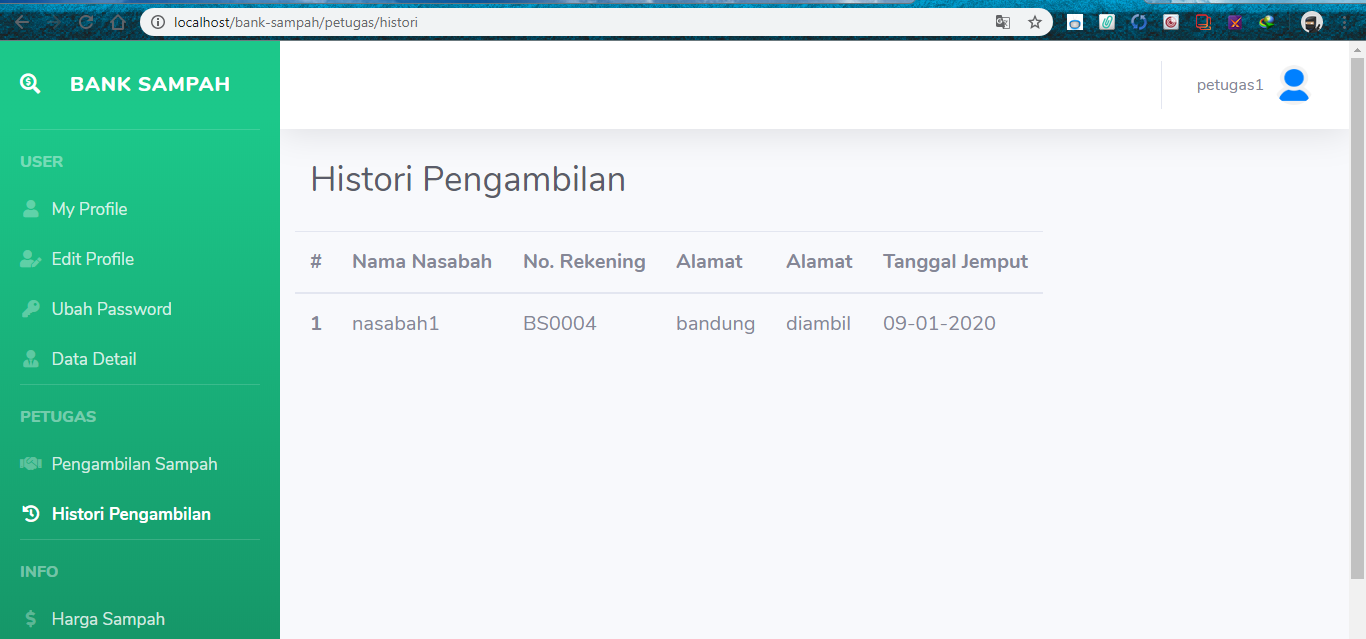 localhost/bank-sampah/petugas/histori
BANK SAMPAH
petugas1
USER
My Profile
Edit Profile
Ubah Password
Data Detail
PETUGAS
Pengambilan Sampah
Histori Pengambilan
INFO
Harga Sampah
Histori Pengambilan
# Nama Nasabah No. Rekening Alamat Alamat Tanggal Jemput
1 nasabah1 BS0004 bandung diambil 09-01-2020